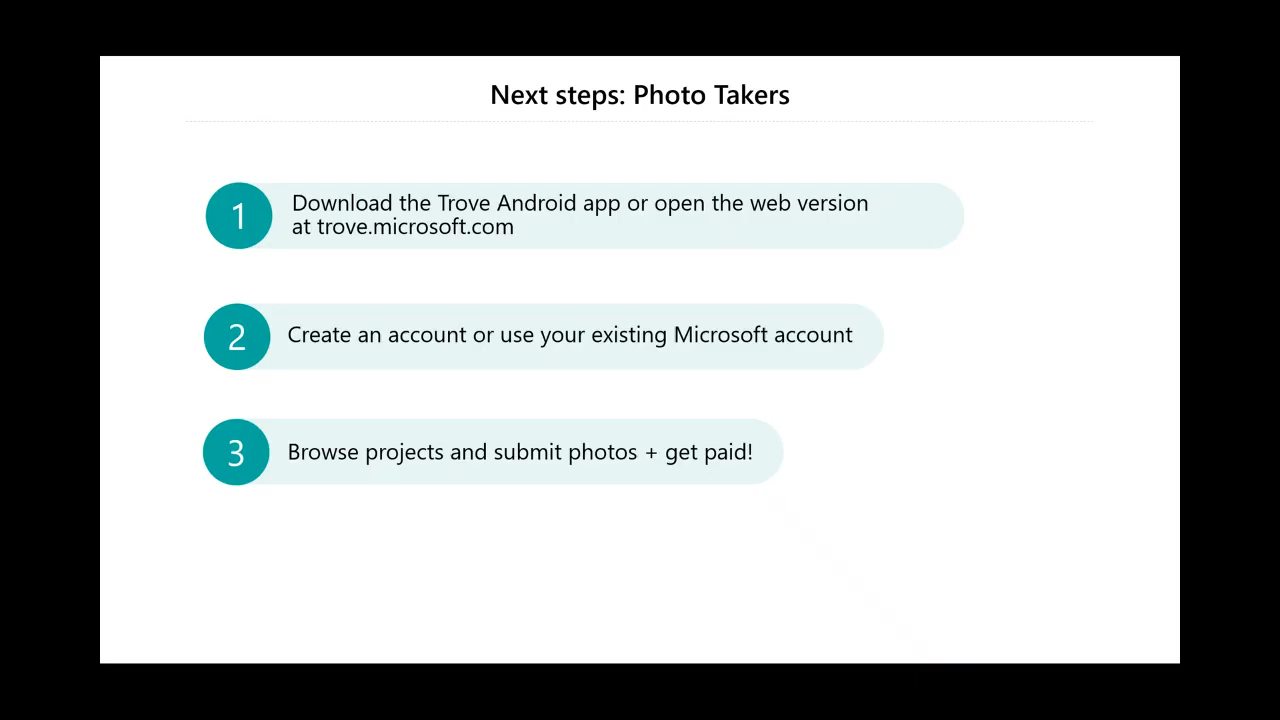 Next steps: Photo Takers
1
Download the Trove Android app or open the web version
at trove.microsoft.com
2
Create an account or use your existing Microsoft account
3
Browse projects and submit photos + get paid!